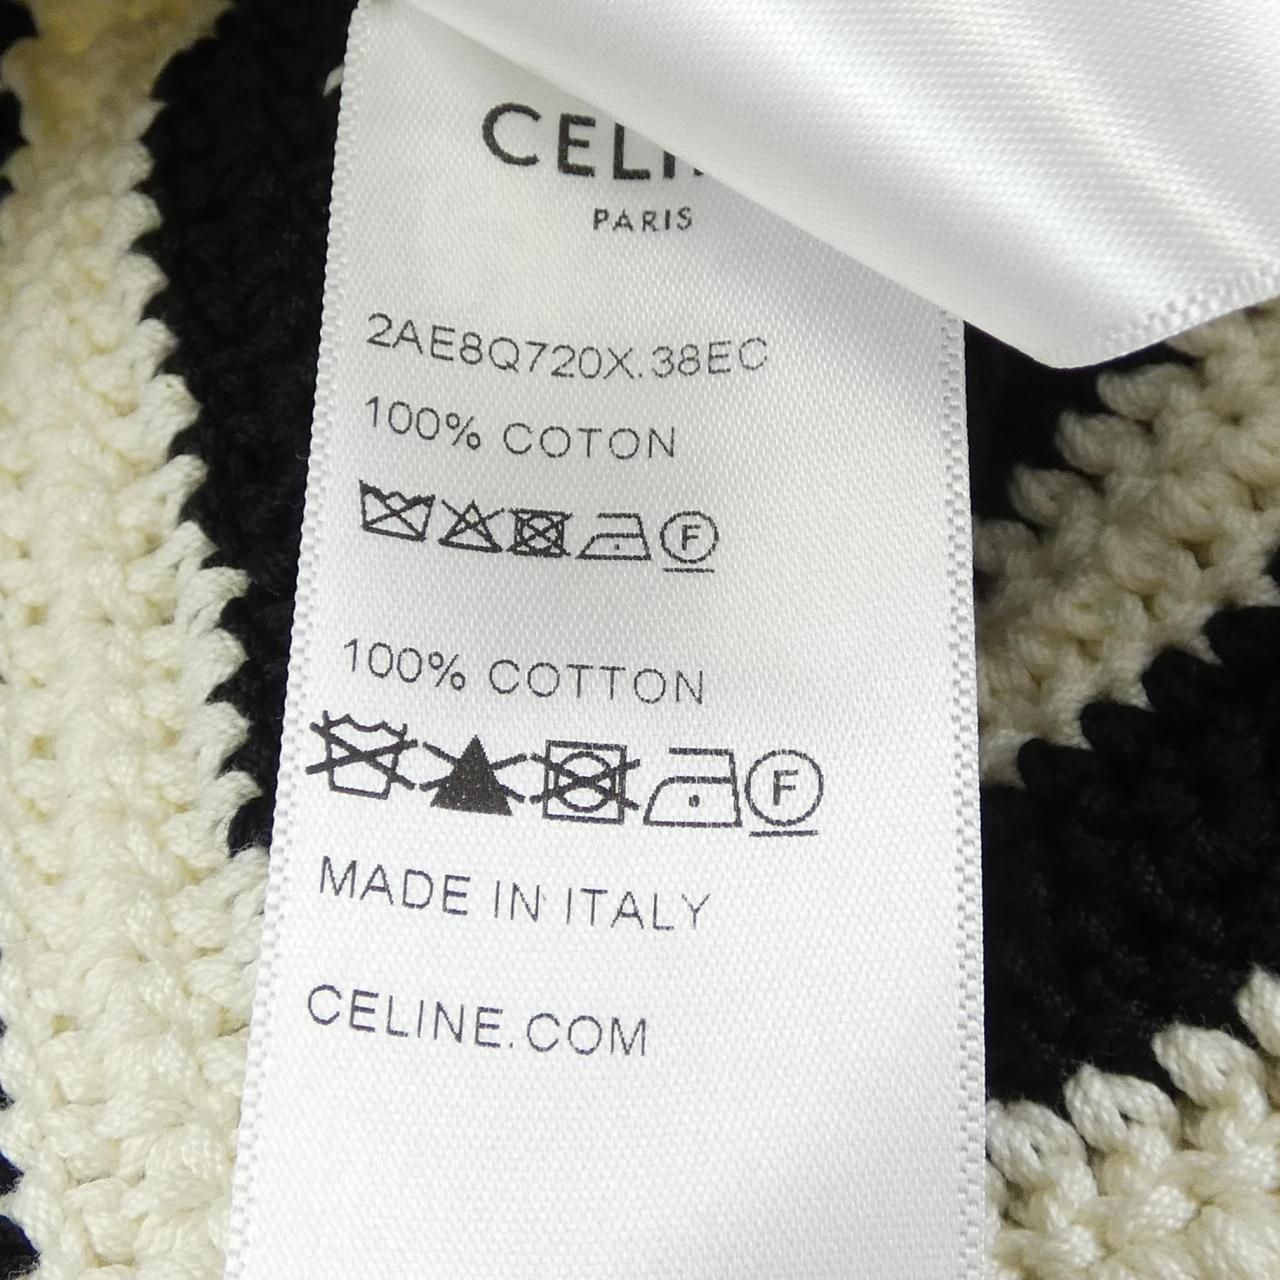 CELI
PARIS
2AE8Q720X.38EC
100% COTON
F
100% COTTON
F
MADE IN ITALY
CELINE.COM